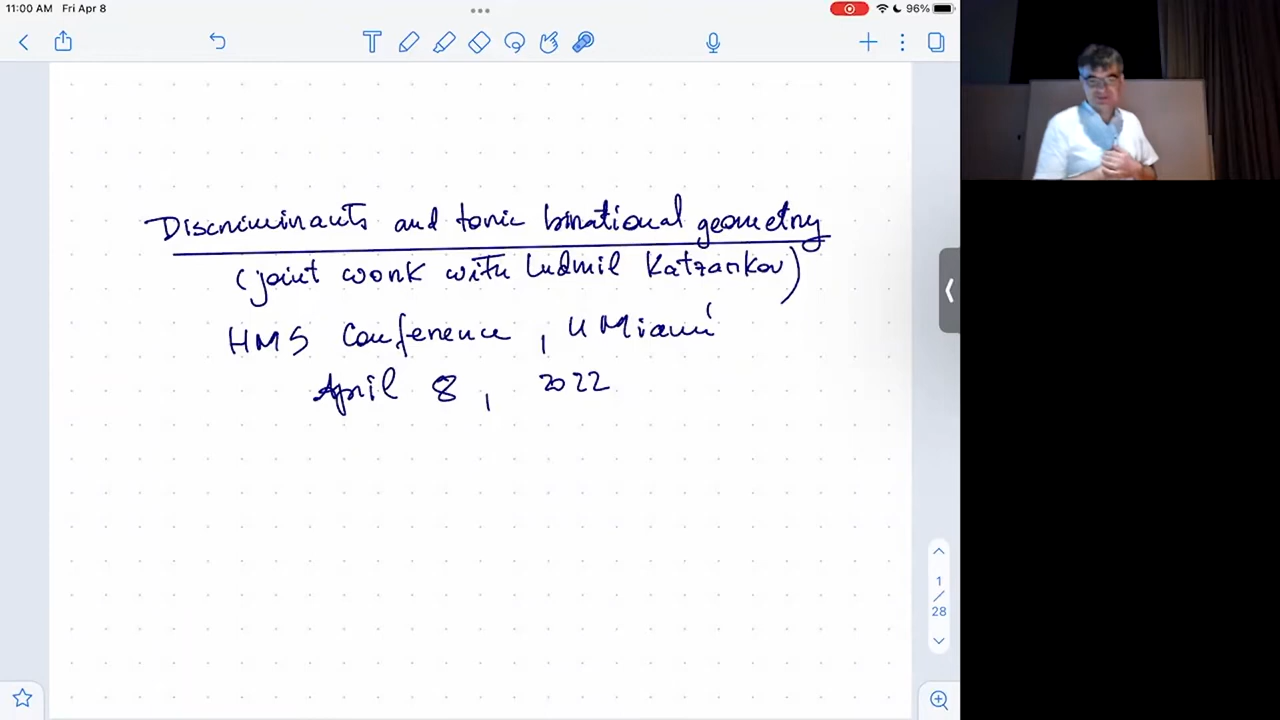 11:00 AM Fri Apr 8
96%
Discriminants and toric birational geometry
(joint work with Ludmil Katzarkov)
HMS Conference, U Miami
April 8, 2022
1
/
28